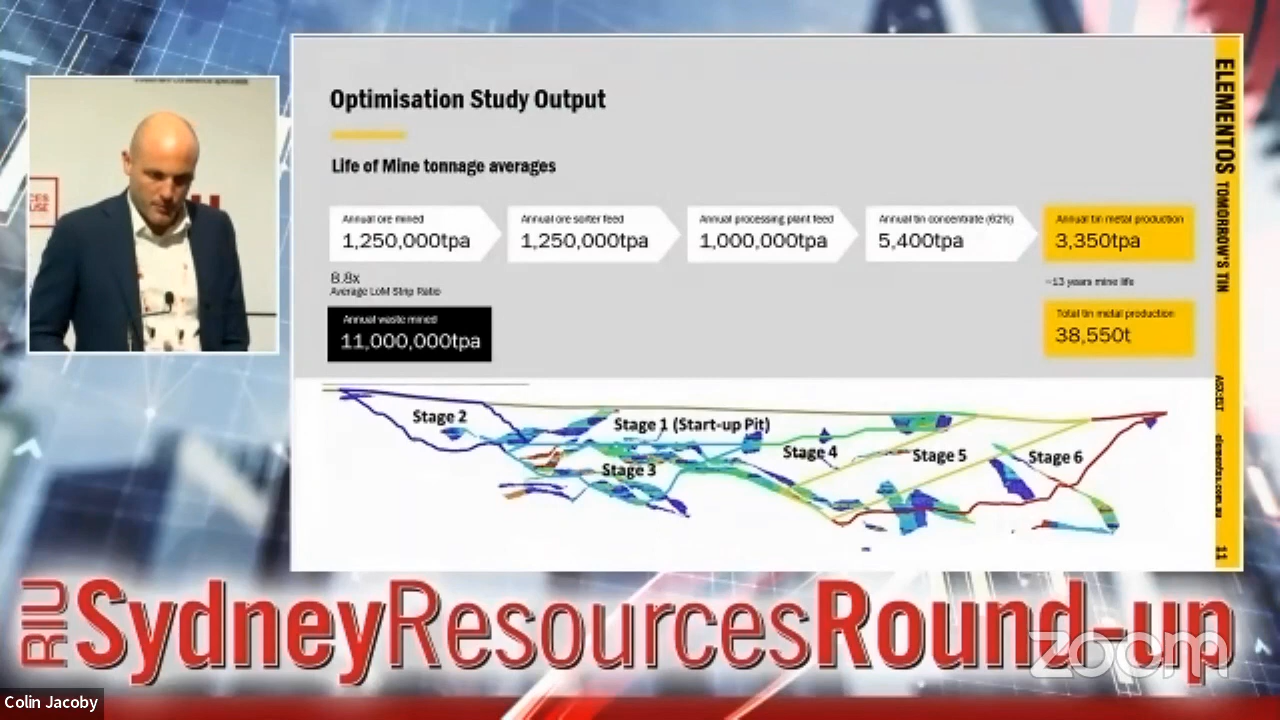 Optimisation Study Output
Life of Mine tonnage averages
Annual ore mined
1,250,000tpa
Annual ore sorter feed
1,250,000tpa
Annual processing plant feed
1,000,000tpa
Annual tin concentrate (62%)
5,400tpa
Annual tin metal production
3,350tpa
8.8x
Average LoM Strip Ratio
~13 years mine life
Annual waste mined
11,000,000tpa
Total tin metal production
38,550t
Stage 2
Stage 1 (Start-up Pit)
Stage 3
Stage 4
Stage 5
Stage 6
ELEMENTOS TOMORROW'S TIN
ASX:ELT
elementos.com.au
11
RIU SydneyResourcesRound-up
zoom
Colin Jacoby